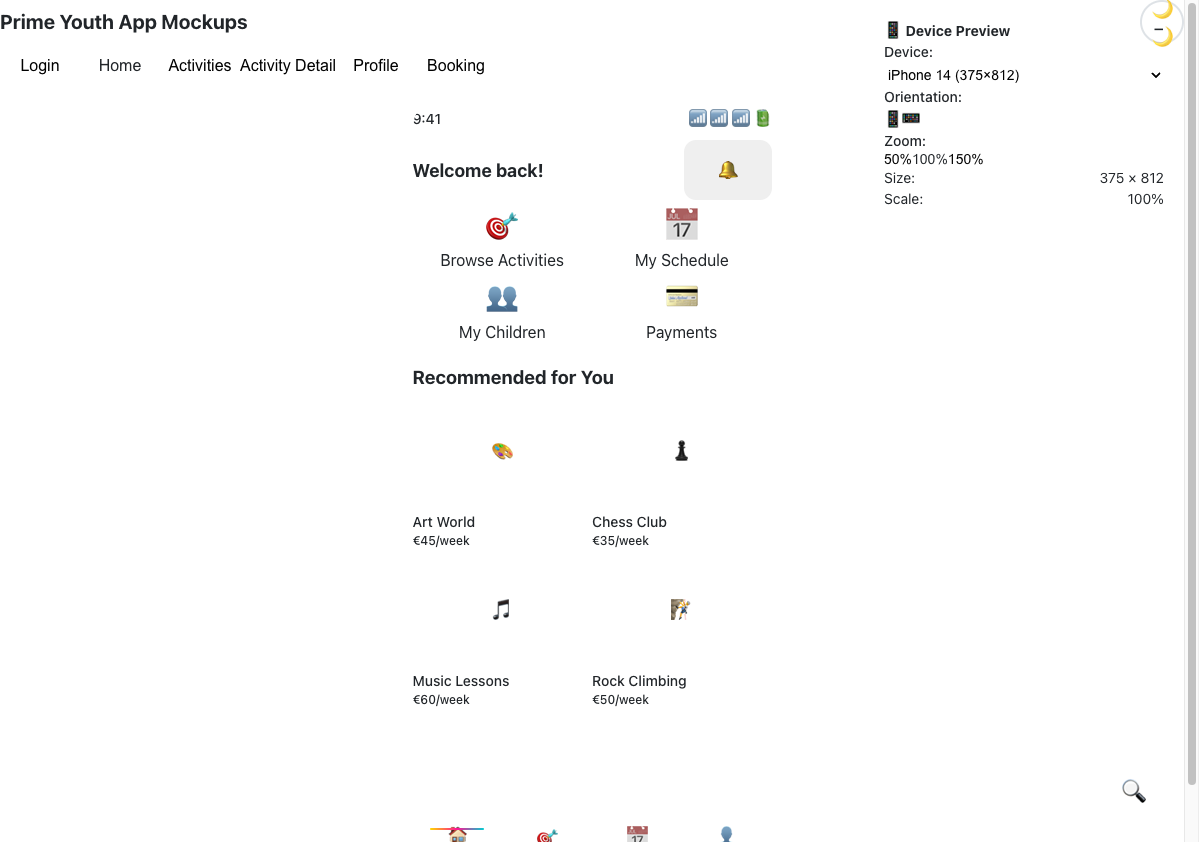 Prime Youth App Mockups
Login Home Activities Activity Detail Profile Booking
📱 Device Preview
Device:
iPhone 14 (375×812)
Orientation:
Zoom:
50%100%150%
Size: 375 × 812
Scale: 100%
9:41
Welcome back!
JUL
17
Browse Activities My Schedule
My Children Payments
Recommended for You
Art World Chess Club
€45/week €35/week
Music Lessons Rock Climbing
€60/week €50/week
17